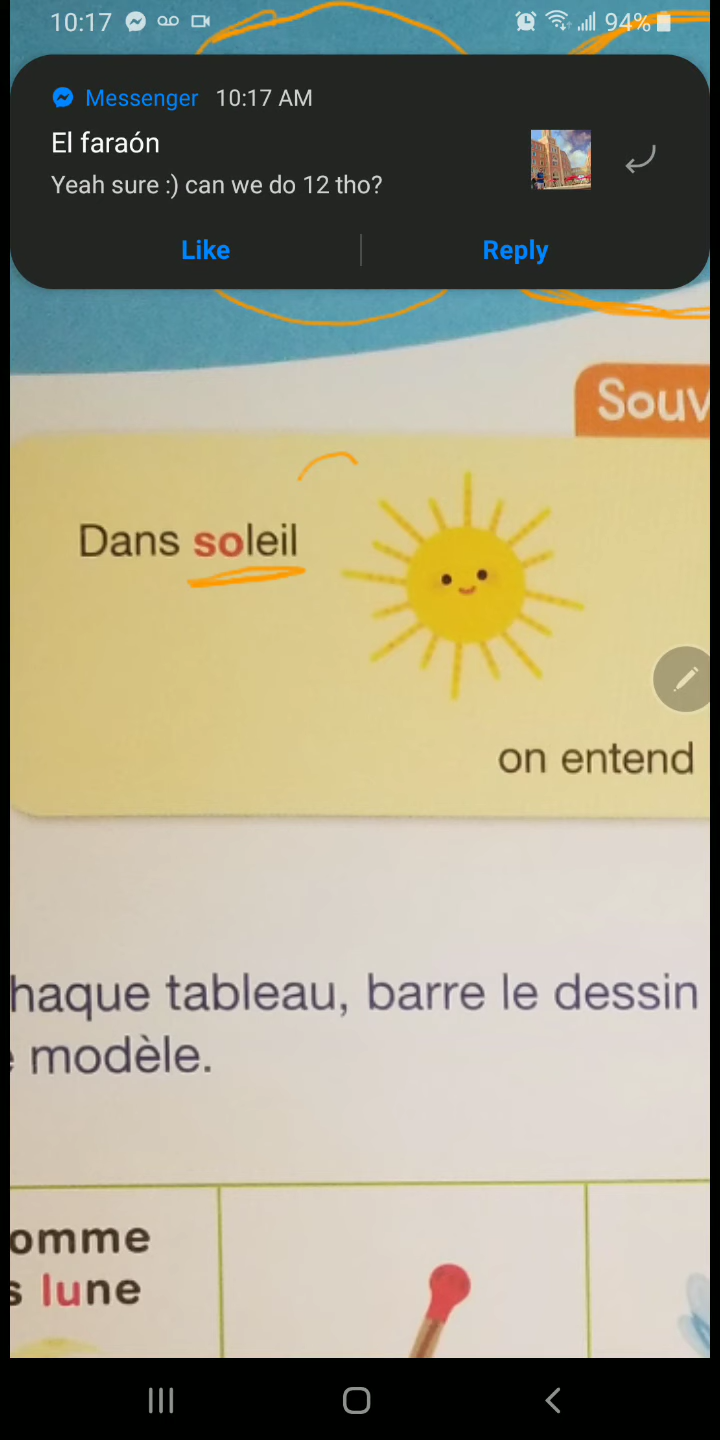 10:17 94%
Messenger 10:17 AM
El faraón
Yeah sure :) can we do 12 tho?
Like Reply
Souv
Dans soleil
on entend
haque tableau, barre le dessin
modèle.
omme
s lune